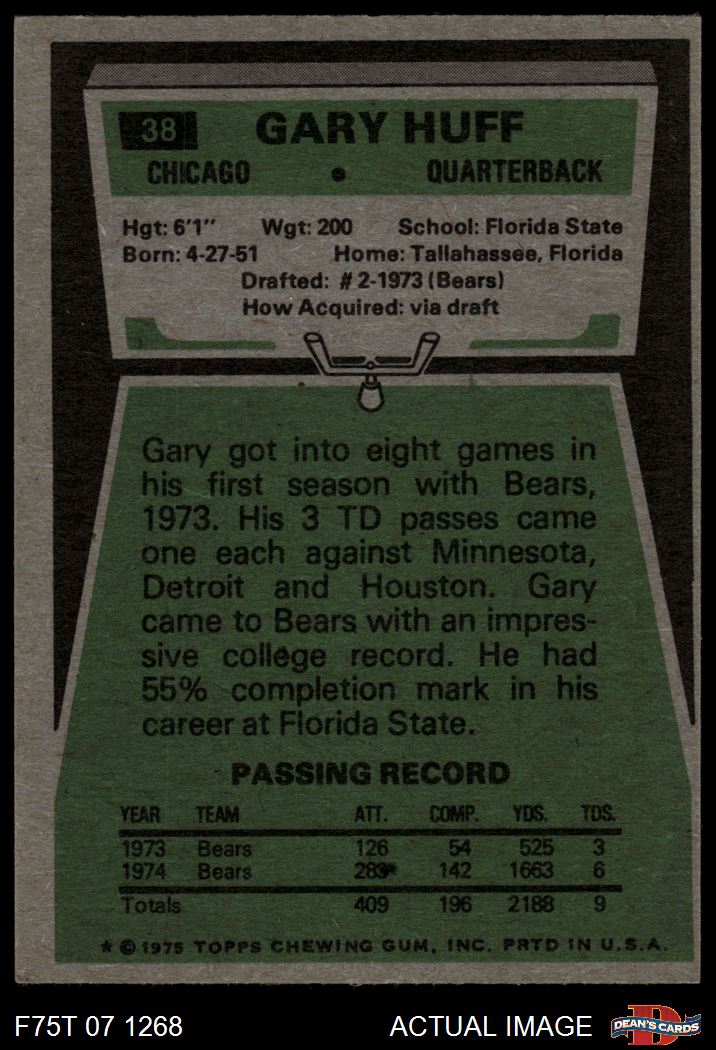 38 GARY HUFF
CHICAGO • QUARTERBACK
Hgt: 6'1" Wgt: 200 School: Florida State
Born: 4-27-51 Home: Tallahassee, Florida
Drafted: #2-1973 (Bears)
How Acquired: via draft
Gary got into eight games in
his first season with Bears,
1973. His 3 TD passes came
one each against Minnesota,
Detroit and Houston. Gary
came to Bears with an impres-
sive college record. He had
55% completion mark in his
career at Florida State.
PASSING RECORD
YEAR TEAM ATT. COMP. YDS. TDS.
1973 Bears 126 54 525 3
1974 Bears 283 142 1663 6
Totals 409 196 2188 9
* © 1975 TOPPS CHEWING GUM, INC. PRTD IN U.S.A.
F75T 07 1268 ACTUAL IMAGE D DEAN'S CARDS